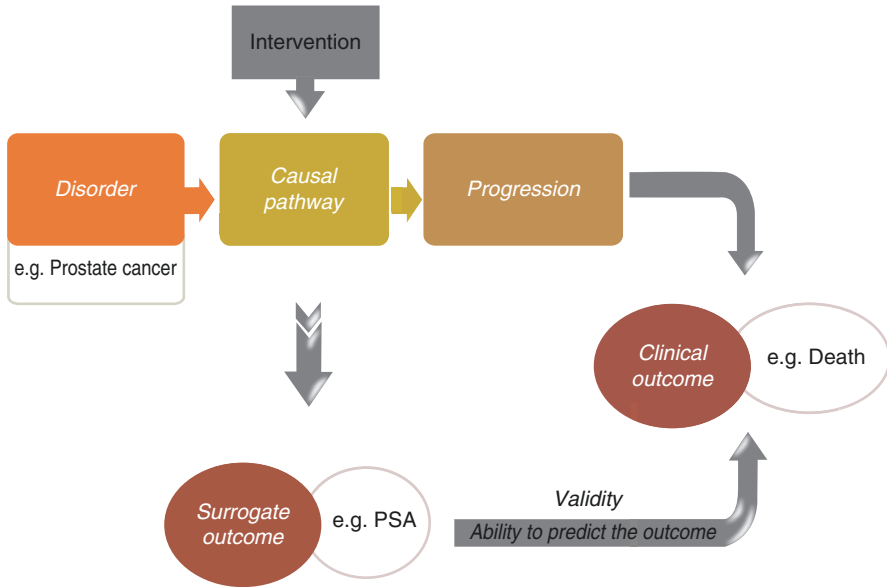 Intervention
Disorder
Causal
pathway
Progression
e.g. Prostate cancer
Clinical
outcome
e.g. Death
Surrogate
outcome
e.g. PSA
Validity
Ability to predict the outcome